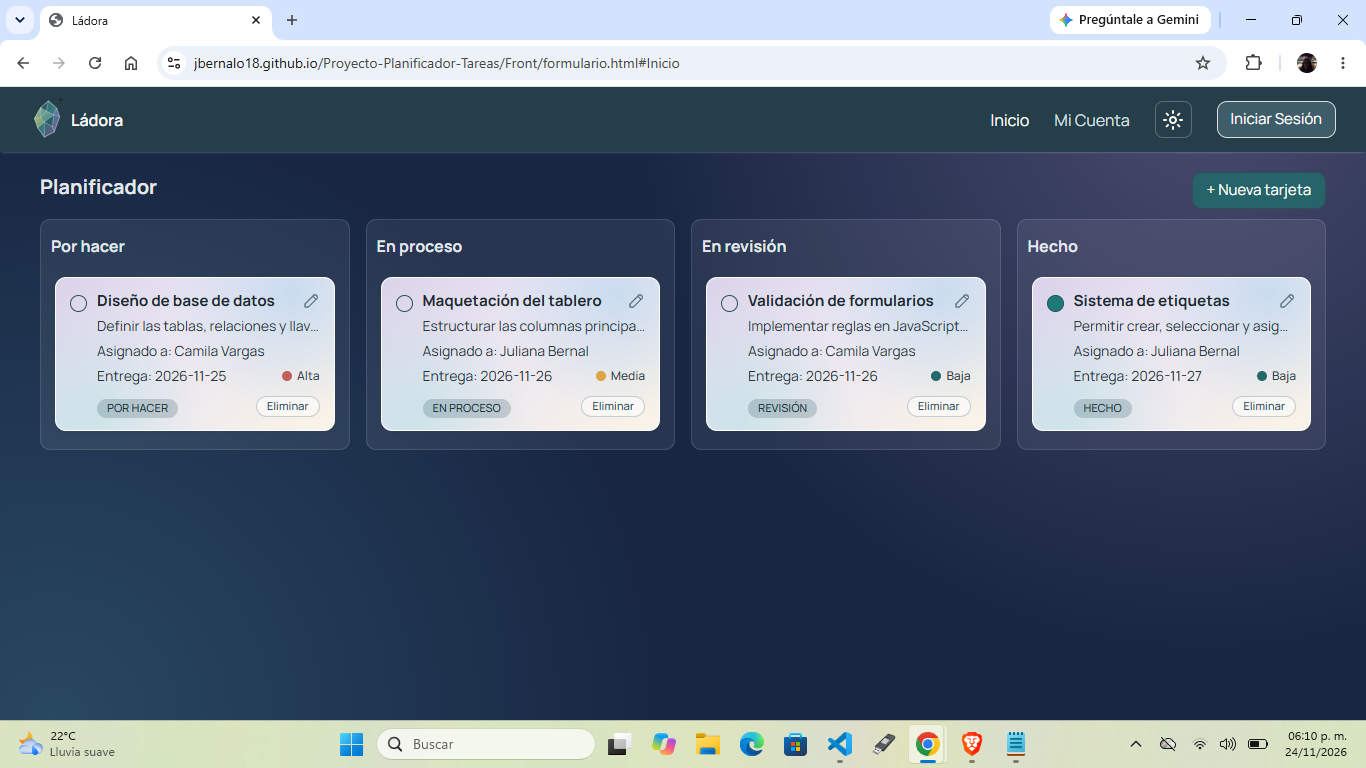 Ládora
Pregúntale a Gemini
jbernalo18.github.io/Proyecto-Planificador-Tareas/Front/formulario.html#Inicio
Ládora
Inicio
Mi Cuenta
Iniciar Sesión
Planificador
+ Nueva tarjeta
Por hacer
Diseño de base de datos
Definir las tablas, relaciones y llav...
Asignado a: Camila Vargas
Entrega: 2026-11-25
Alta
POR HACER
Eliminar
En proceso
Maquetación del tablero
Estructurar las columnas principa...
Asignado a: Juliana Bernal
Entrega: 2026-11-26
Media
EN PROCESO
Eliminar
En revisión
Validación de formularios
Implementar reglas en JavaScript...
Asignado a: Camila Vargas
Entrega: 2026-11-26
Baja
REVISIÓN
Eliminar
Hecho
Sistema de etiquetas
Permitir crear, seleccionar y asig...
Asignado a: Juliana Bernal
Entrega: 2026-11-27
Baja
HECHO
Eliminar
22°C
Lluvia suave
Buscar
06:10 p. m.
24/11/2026